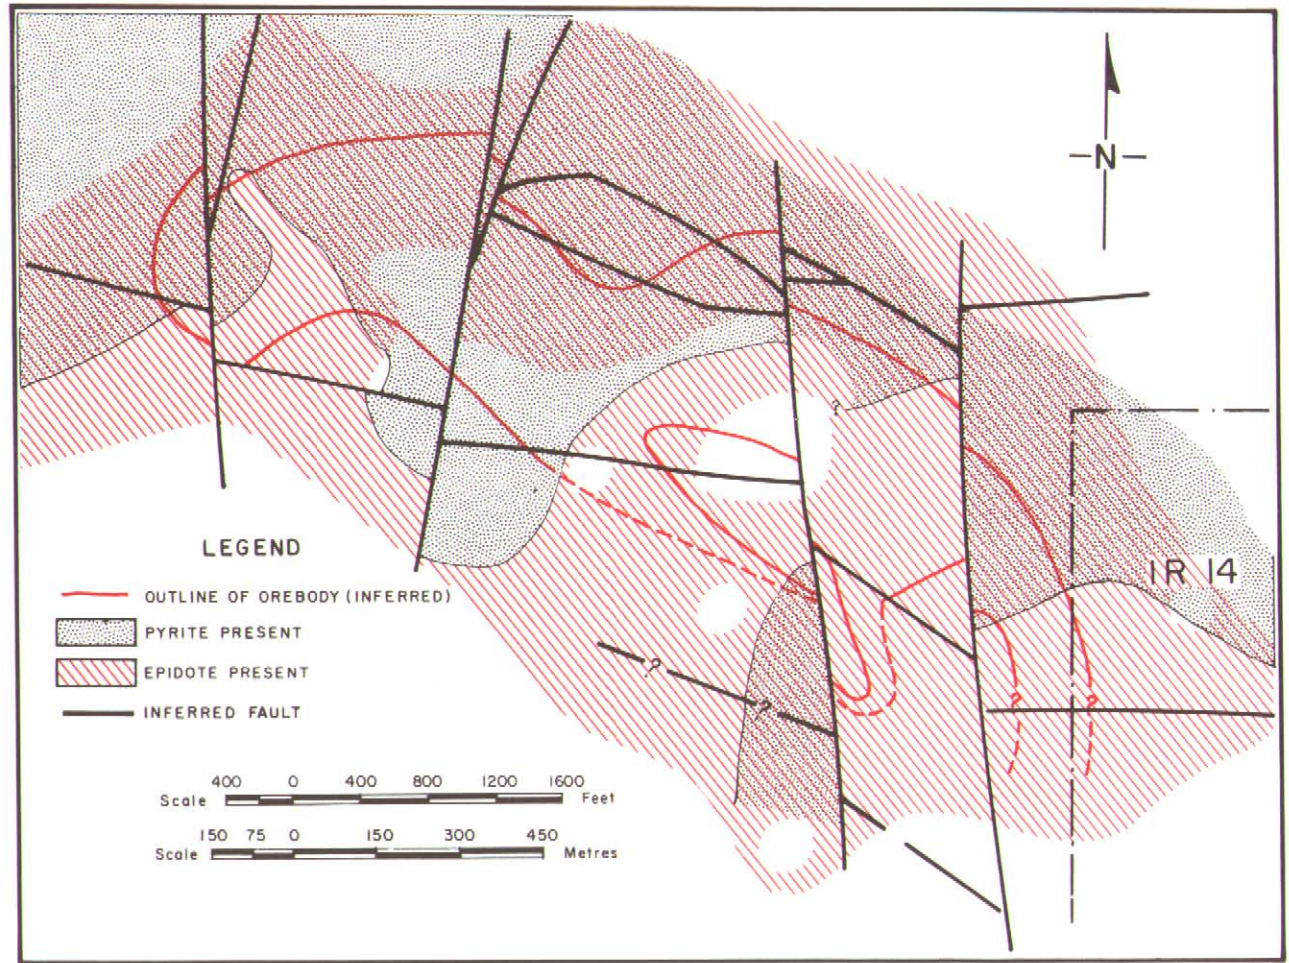 N
?
IR 14
LEGEND
OUTLINE OF OREBODY (INFERRED)
PYRITE PRESENT
EPIDOTE PRESENT
INFERRED FAULT
?
?
?
?
400 0 400 800 1200 1600
Scale Feet
150 75 0 150 300 450
Scale Metres